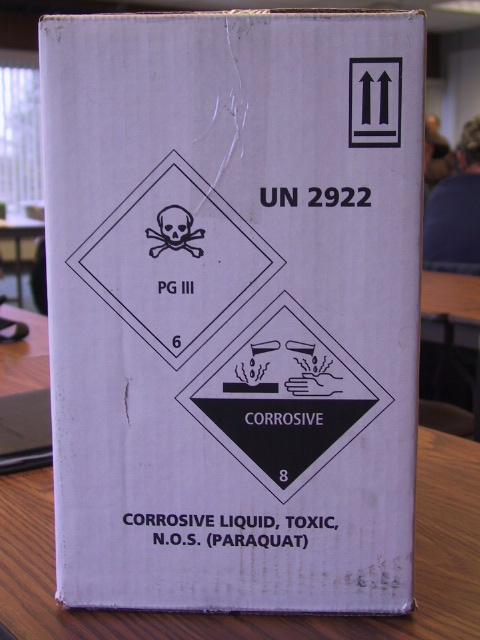 UN 2922
PG III
6
CORROSIVE
8
CORROSIVE LIQUID, TOXIC,
N.O.S. (PARAQUAT)